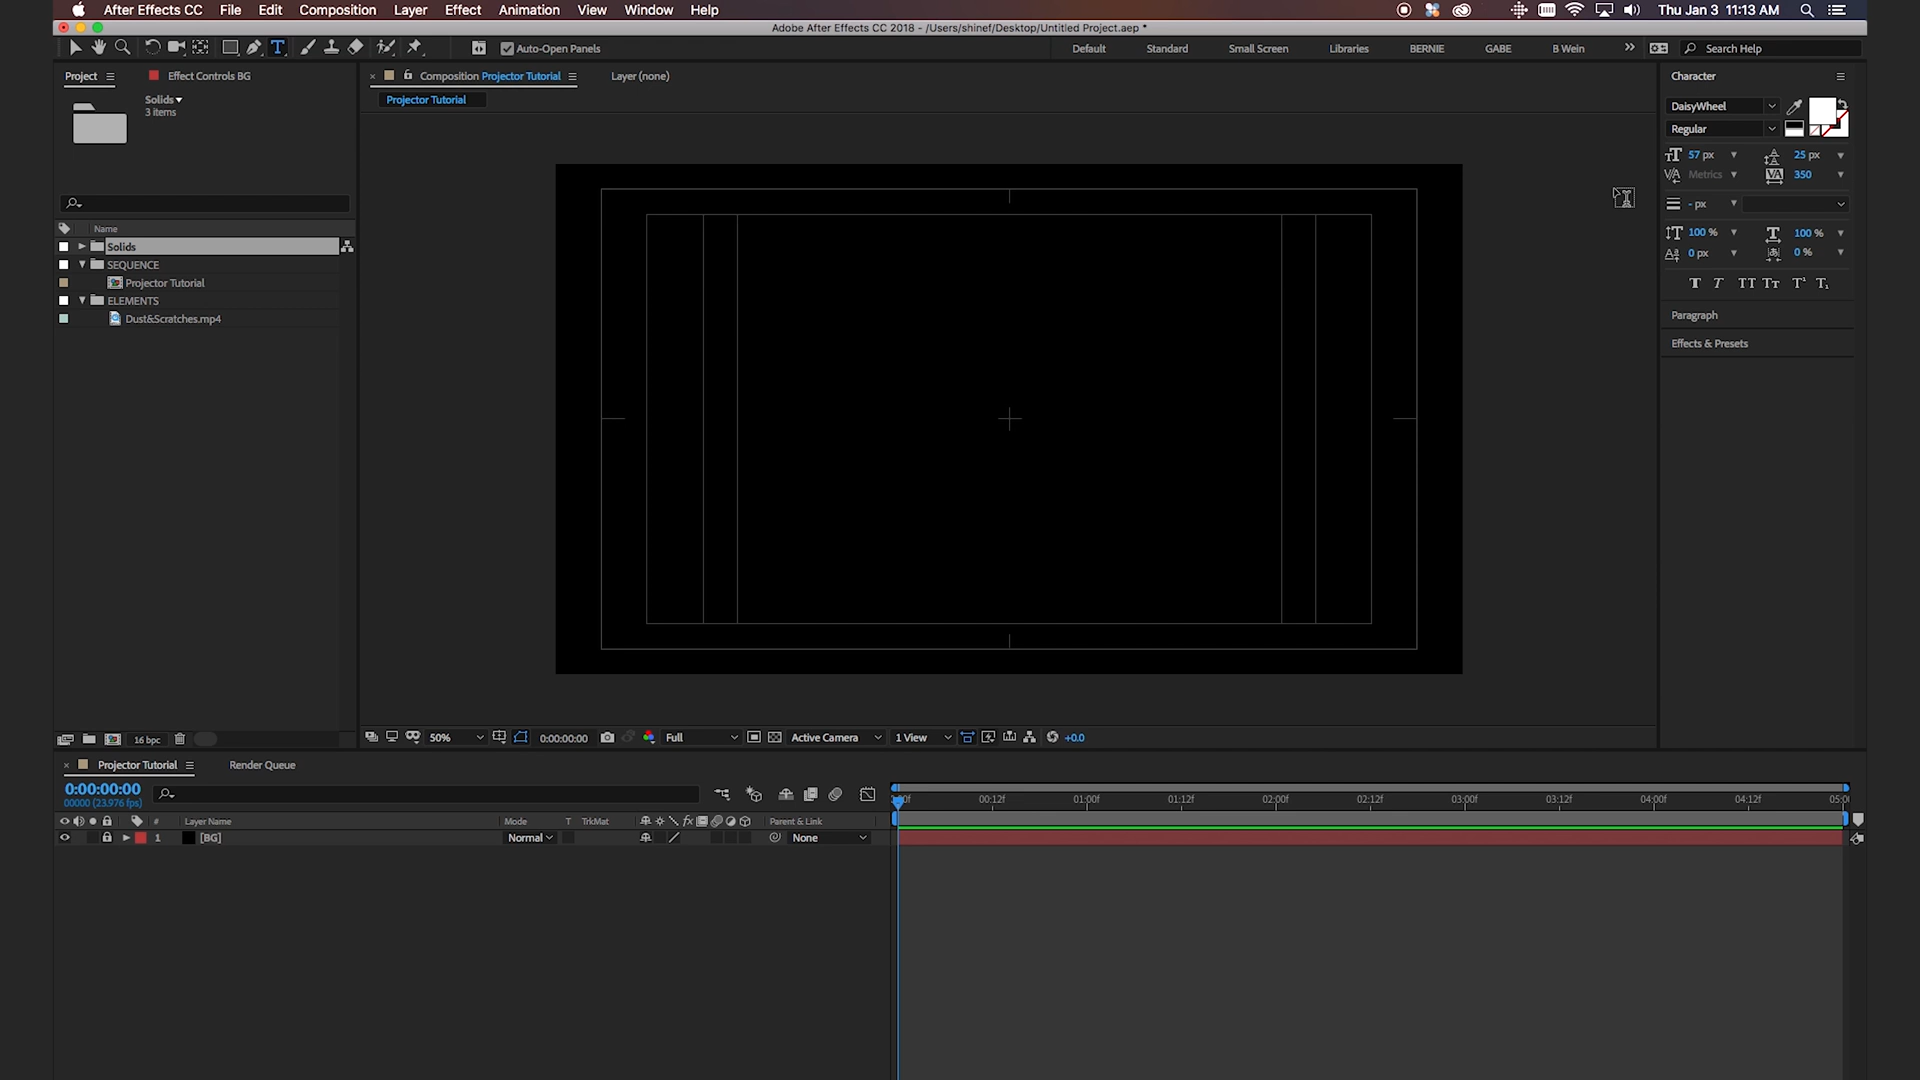 After Effects CC File Edit Composition Layer Effect Animation View Window Help Thu Jan 3 11:13 AM
Adobe After Effects CC 2018 - /Users/shinef/Desktop/Untitled Project.aep *
Auto-Open Panels Default Standard Small Screen Libraries BERNIE GABE B Wein Search Help
Project Effect Controls BG Composition Projector Tutorial Layer (none) Character
Solids
3 items
Projector Tutorial
DaisyWheel
Regular
57 px 25 px
Metrics 350
- px
100 % 100 %
0 px 0 %
Paragraph
Effects & Presets
Name
Solids
SEQUENCE
Projector Tutorial
ELEMENTS
Dust&Scratches.mp4
16 bpc 50% 0:00:00:00 Full Active Camera 1 View +0.0
Projector Tutorial Render Queue
0:00:00:00
00000 (23.976 fps)
00:12f 01:00f 01:12f 02:00f 02:12f 03:00f 03:12f 04:00f 04:12f
# Layer Name Mode T TrkMat Parent & Link
1 [BG] Normal None